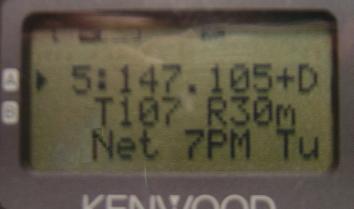 A
5:147.105+D
B
T107 R30m
Net 7PM Tu
KENWOOD